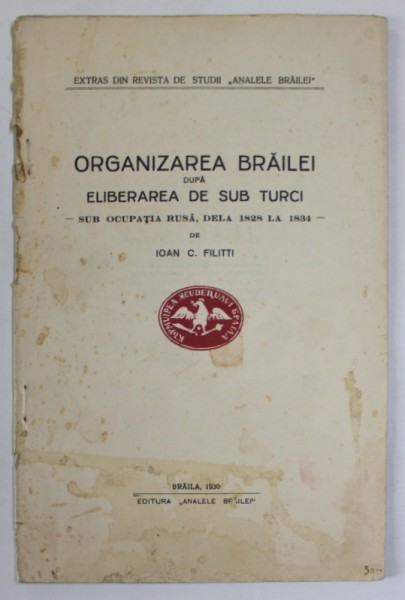 EXTRAS DIN REVISTA DE STUDII „ANALELE BRĂILEI"
ORGANIZAREA BRĂILEI
DUPĂ
ELIBERAREA DE SUB TURCI
— SUB OCUPAȚIA RUSĂ, DELA 1828 LA 1834 —
DE
IOAN C. FILITTI
BRĂILA, 1930
EDITURA „ANALELE BRĂILEI"